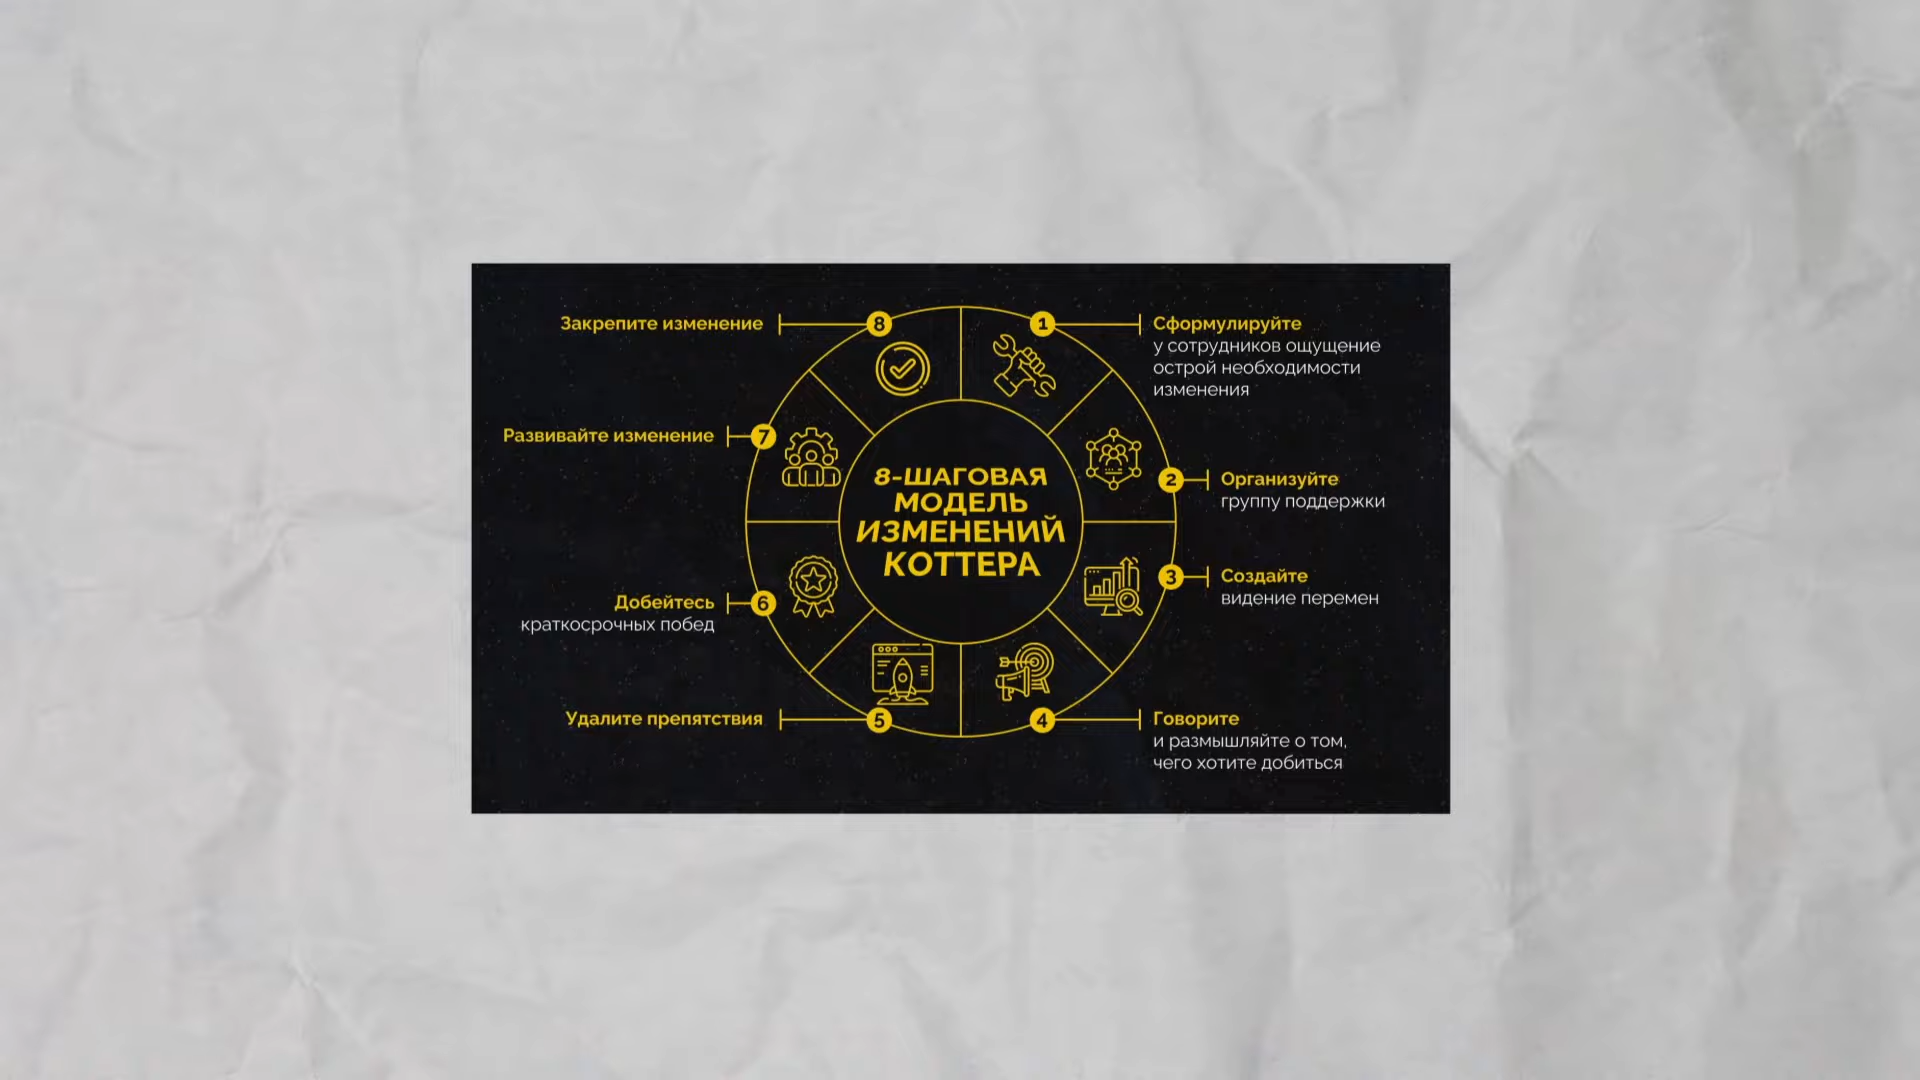 8-ШАГОВАЯ
МОДЕЛЬ
ИЗМЕНЕНИЙ
КОТТЕРА
1
Сформулируйте
у сотрудников ощущение
острой необходимости
изменения
2
Организуйте
группу поддержки
3
Создайте
видение перемен
4
Говорите
и размышляйте о том,
чего хотите добиться
5
Удалите препятствия
6
Добейтесь
краткосрочных побед
7
Развивайте изменение
8
Закрепите изменение